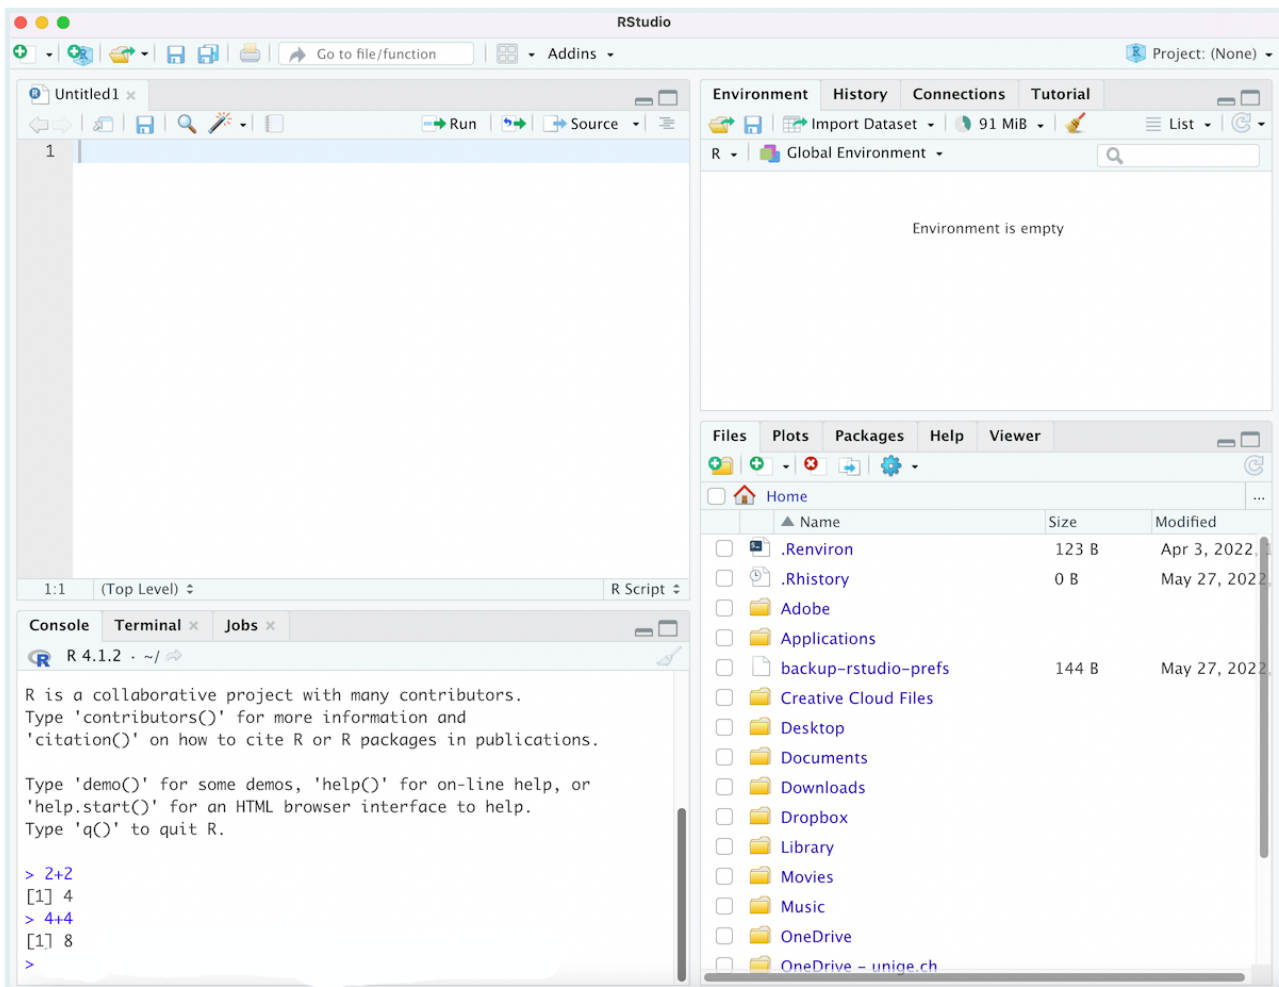 RStudio
Go to file/function
Addins
Project: (None)
Untitled1
Run
Source
1
1:1
(Top Level)
R Script
Console
Terminal
Jobs
R 4.1.2 · ~/
R is a collaborative project with many contributors.
Type 'contributors()' for more information and
'citation()' on how to cite R or R packages in publications.
Type 'demo()' for some demos, 'help()' for on-line help, or
'help.start()' for an HTML browser interface to help.
Type 'q()' to quit R.
> 2+2
[1] 4
> 4+4
[1] 8
>
Environment
History
Connections
Tutorial
Import Dataset
91 MiB
List
R
Global Environment
Environment is empty
Files
Plots
Packages
Help
Viewer
Home
...
Name Size Modified
.Renviron 123 B Apr 3, 2022,
.Rhistory 0 B May 27, 2022,
Adobe
Applications
backup-rstudio-prefs 144 B May 27, 2022,
Creative Cloud Files
Desktop
Documents
Downloads
Dropbox
Library
Movies
Music
OneDrive
OneDrive - unige.ch